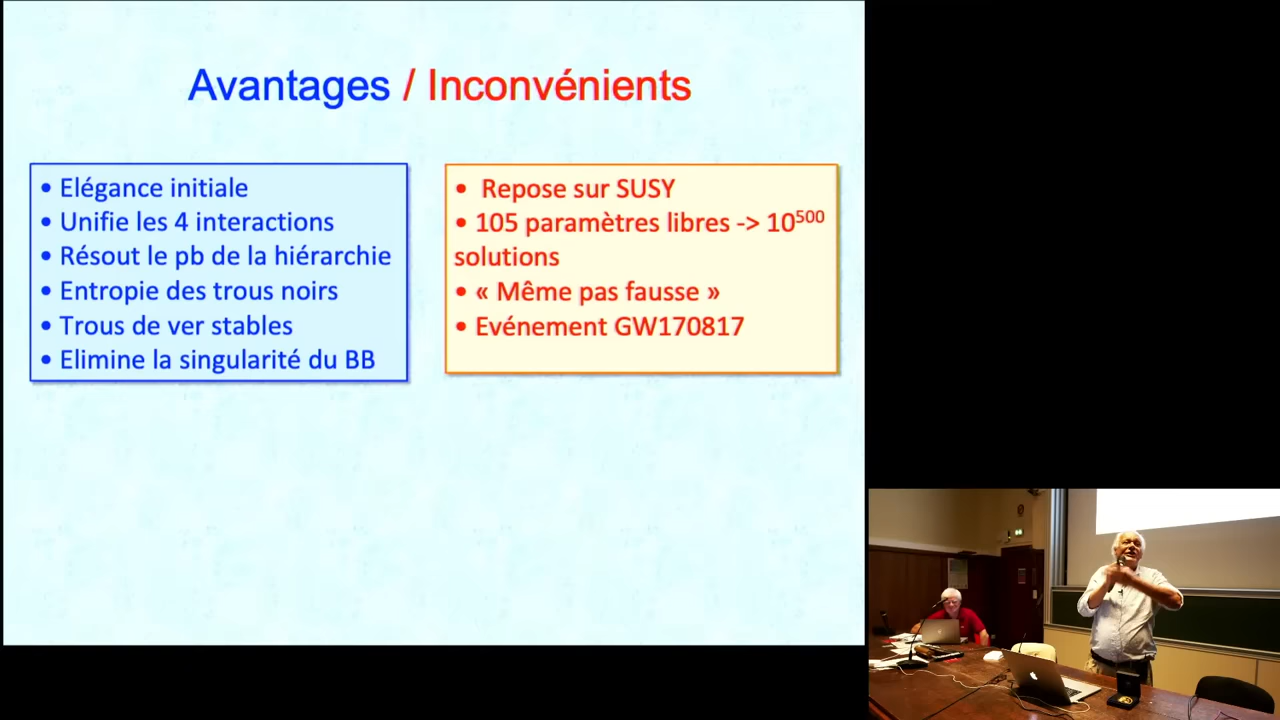 Avantages / Inconvénients
• Elégance initiale
• Unifie les 4 interactions
• Résout le pb de la hiérarchie
• Entropie des trous noirs
• Trous de ver stables
• Elimine la singularité du BB
• Repose sur SUSY
• 105 paramètres libres -> 10⁵⁰⁰
solutions
• « Même pas fausse »
• Evénement GW170817